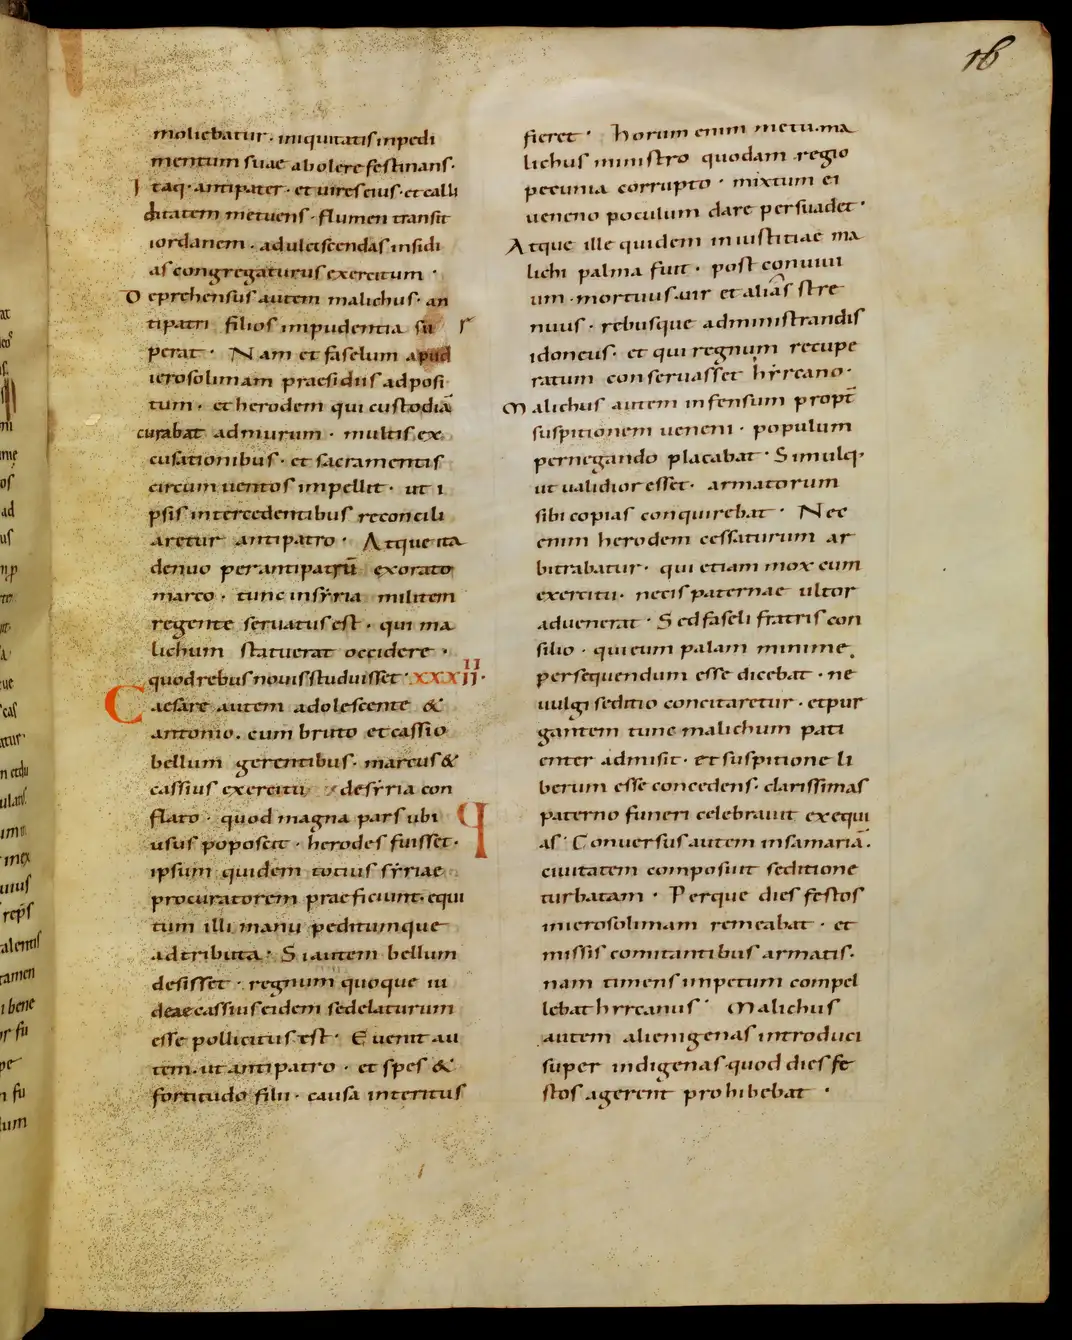 16
moliebatur. iniquitatis inpedi
mentum suae abolere festinans.
Itaq· antipater · et uires eius · et calli
ditatem metuens · flumen transit
iordanem · ad ulciscendas insidi
as congregaturus exercitum ·
Deprehensus autem malichus · an
tipatri filios impudentia su r
perat · Nam et faselum apud
ierosolimam praesidiis adposi
tum · et herodem qui custodiā
curabat ad murum · multis ex
cusationibus · et sacramentis
circumuentos impellit · ut i
psis intercedentibus reconcili
aretur antipatro · Atque ita
denuo per antipatrū exorato
marco · tunc in syria militem
regente seruatus est · qui ma
lichum statuerat occidere ·
quod rebus nouis studuisset · XXXIIII ·
Caesare autem adolescente &
antonio. cum bruto et cassio
bellum gerentibus · marcus &
cassius exercitu de syria con
flato · quod magna pars ubi q
usus poposcit · herodes fuisset ·
ipsum quidem totius syriae
procuratorem praeficiunt. equi
tum illi manu peditumque
adtributa · Si autem bellum
desisset · regnum quoque iu
deae cassius eidem se delaturum
esse pollicitus est · Euenit au
tem. ut antipatro · et spes &
fortitudo filii · causa interitus
fieret · horum enim metu. ma
lichus ministro quodam regio
pecunia corrupto · mixtum ei
ueneno poculum dare persuadet ·
Atque ille quidem iniustitiae ma
lichi palma fuit · post conuiui
um · mortuus. uir et aliās stre
nuus · rebusque administrandis
idoneus · et qui regnum recupe
ratum conseruasset hyrcano ·
Malichus autem infensum propt̄
suspitionem ueneni · populum
pernegando placabat · Simulq·
ut ualidior esset · armatorum
sibi copias conquirebat · Nec
enim herodem cessaturum ar
bitrabatur · qui etiam mox cum
exercitu · necis paternae ultor
aduenerat · Sed faseli fratris con
silio · qui eum palam minime
persequendum esse dicebat · ne
uulgi seditio concitaretur · et pur
gantem tunc malichum pati
enter admisit · et suspitione li
berum esse concedens · clarissimas
paterno funeri celebrauit exequi
as · Conuersus autem in samariā.
ciuitatem composuit seditione
turbatam · Perque dies festos
in ierosolimam remeabat · et
missis comitantibus armatis ·
nam timens impetum compel
lebat hyrcanus · Malichus
autem alienigenas introduci
super indigenas quod dies fe
stos agerent prohibebat ·